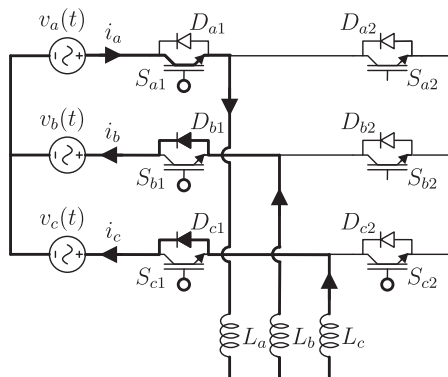 v_a(t) i_a D_a1 D_a2
S_a1 S_a2
v_b(t) i_b D_b1 D_b2
S_b1 S_b2
v_c(t) i_c D_c1 D_c2
S_c1 S_c2
L_a L_b L_c